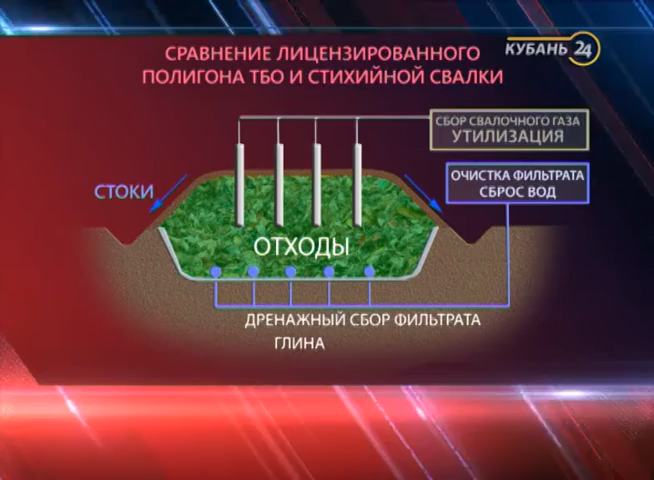 КУБАНЬ 24
СРАВНЕНИЕ ЛИЦЕНЗИРОВАННОГО
ПОЛИГОНА ТБО И СТИХИЙНОЙ СВАЛКИ
СБОР СВАЛОЧНОГО ГАЗА
УТИЛИЗАЦИЯ
ОЧИСТКА ФИЛЬТРАТА
СБРОС ВОД
СТОКИ
ОТХОДЫ
ДРЕНАЖНЫЙ СБОР ФИЛЬТРАТА
ГЛИНА